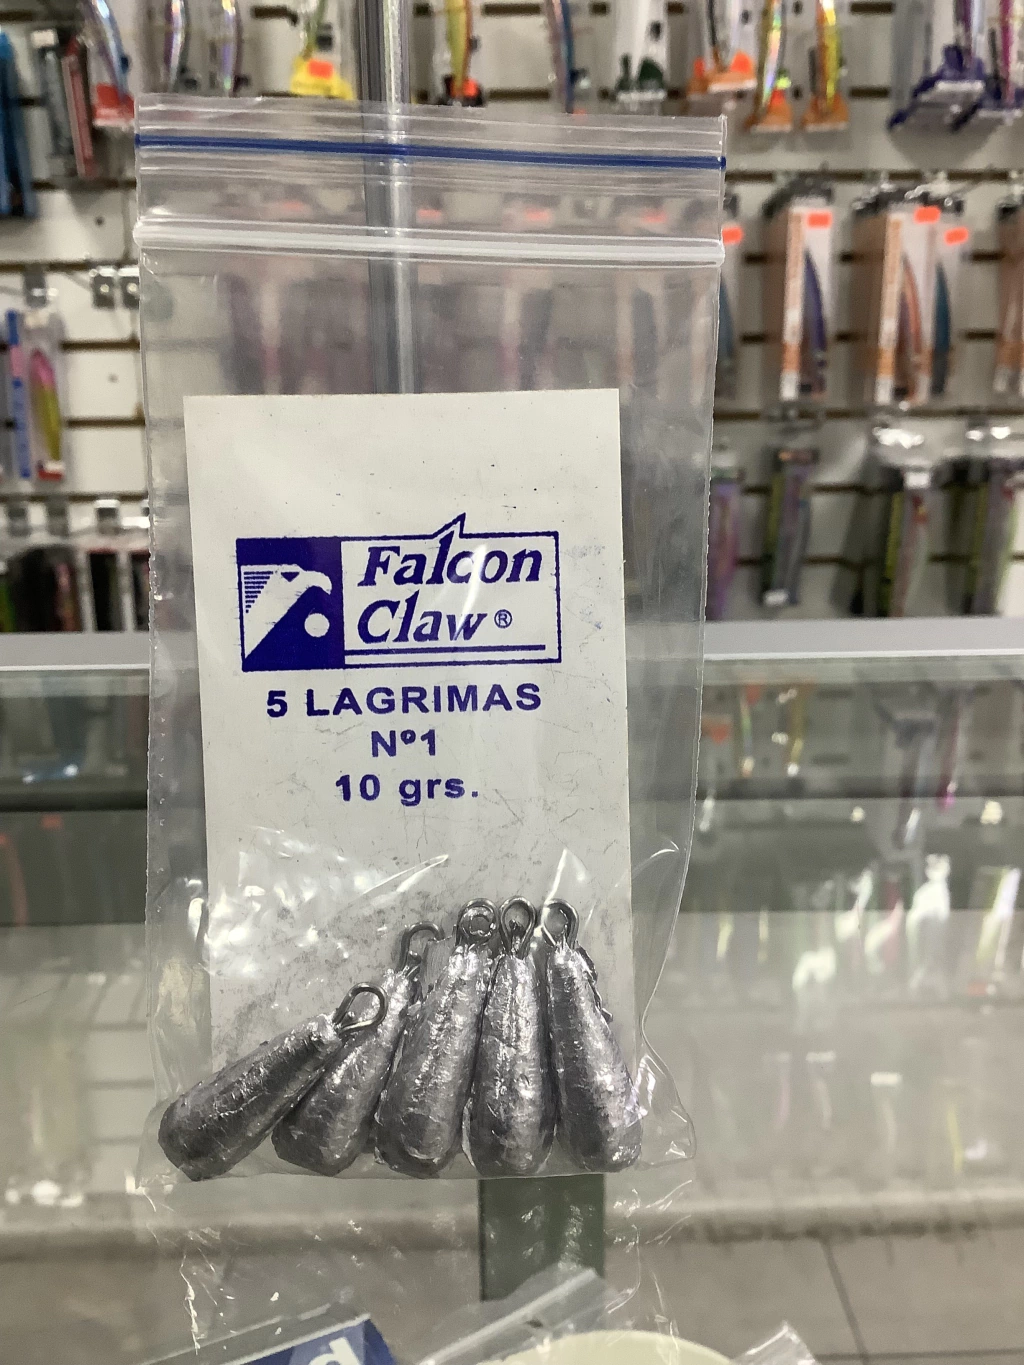 Falcon
Claw®
5 LAGRIMAS
Nº1
10 grs.